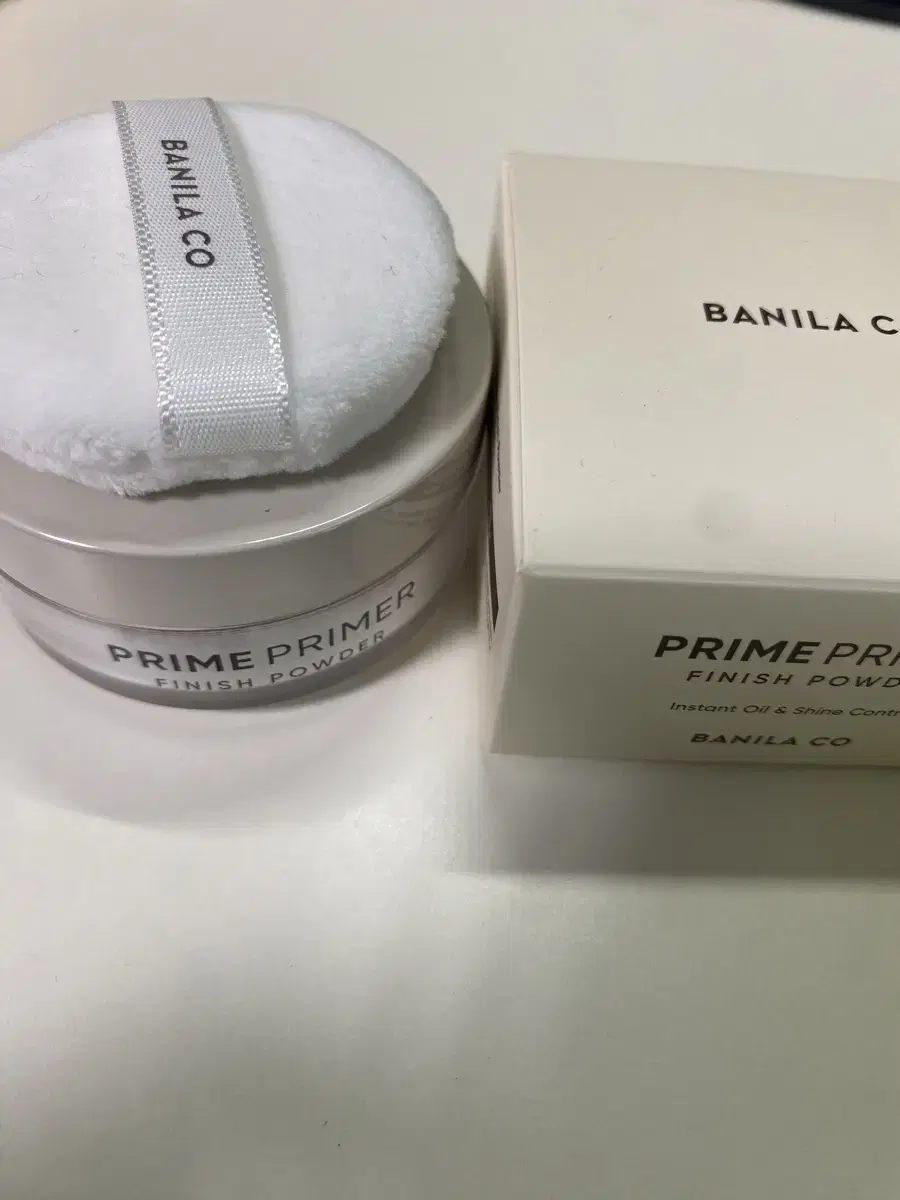 BANILA CO
PRIME PRIMER
FINISH POWDER
BANILA C
PRIME PRI
FINISH POWD
Instant Oil & Shine Contr
BANILA CO